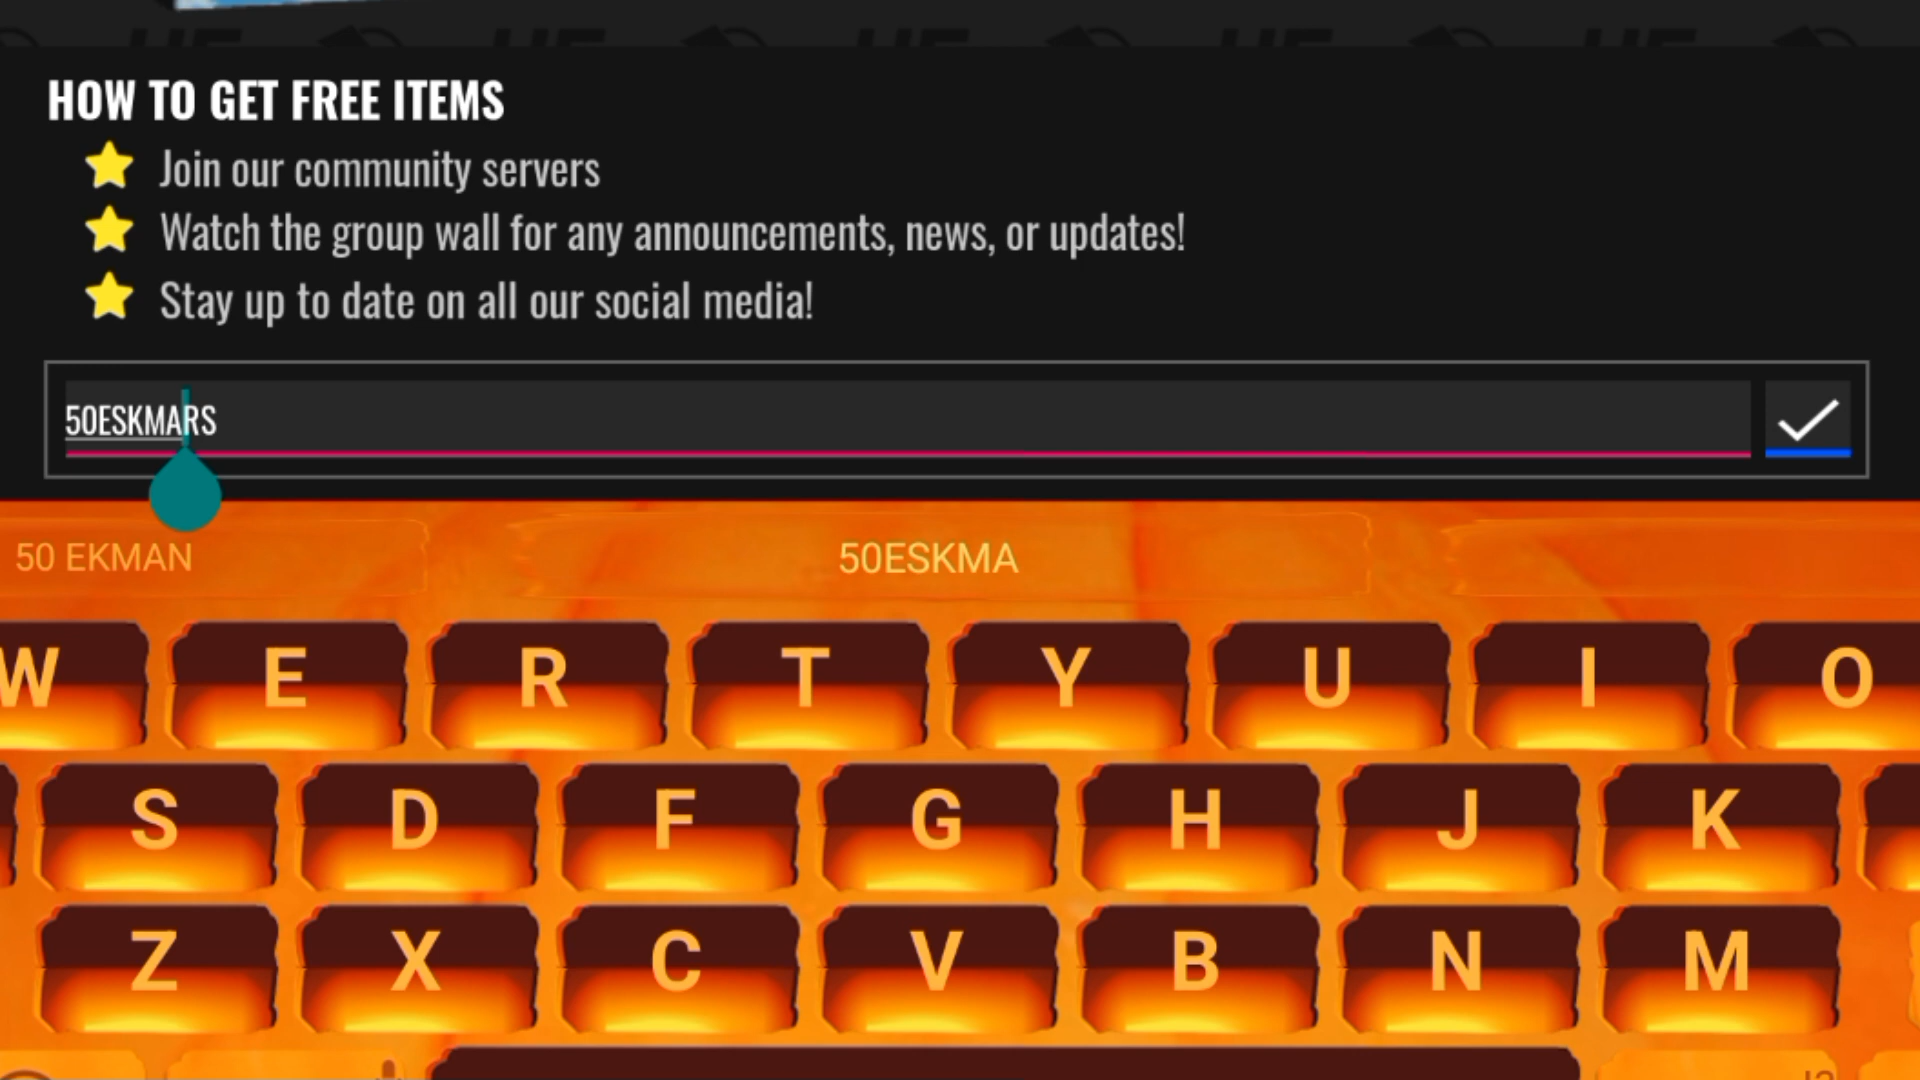 HOW TO GET FREE ITEMS
Join our community servers
Watch the group wall for any announcements, news, or updates!
Stay up to date on all our social media!
50ESKMARS
50 EKMAN 50ESKMA
W E R T Y U I O
S D F G H J K
Z X C V B N M